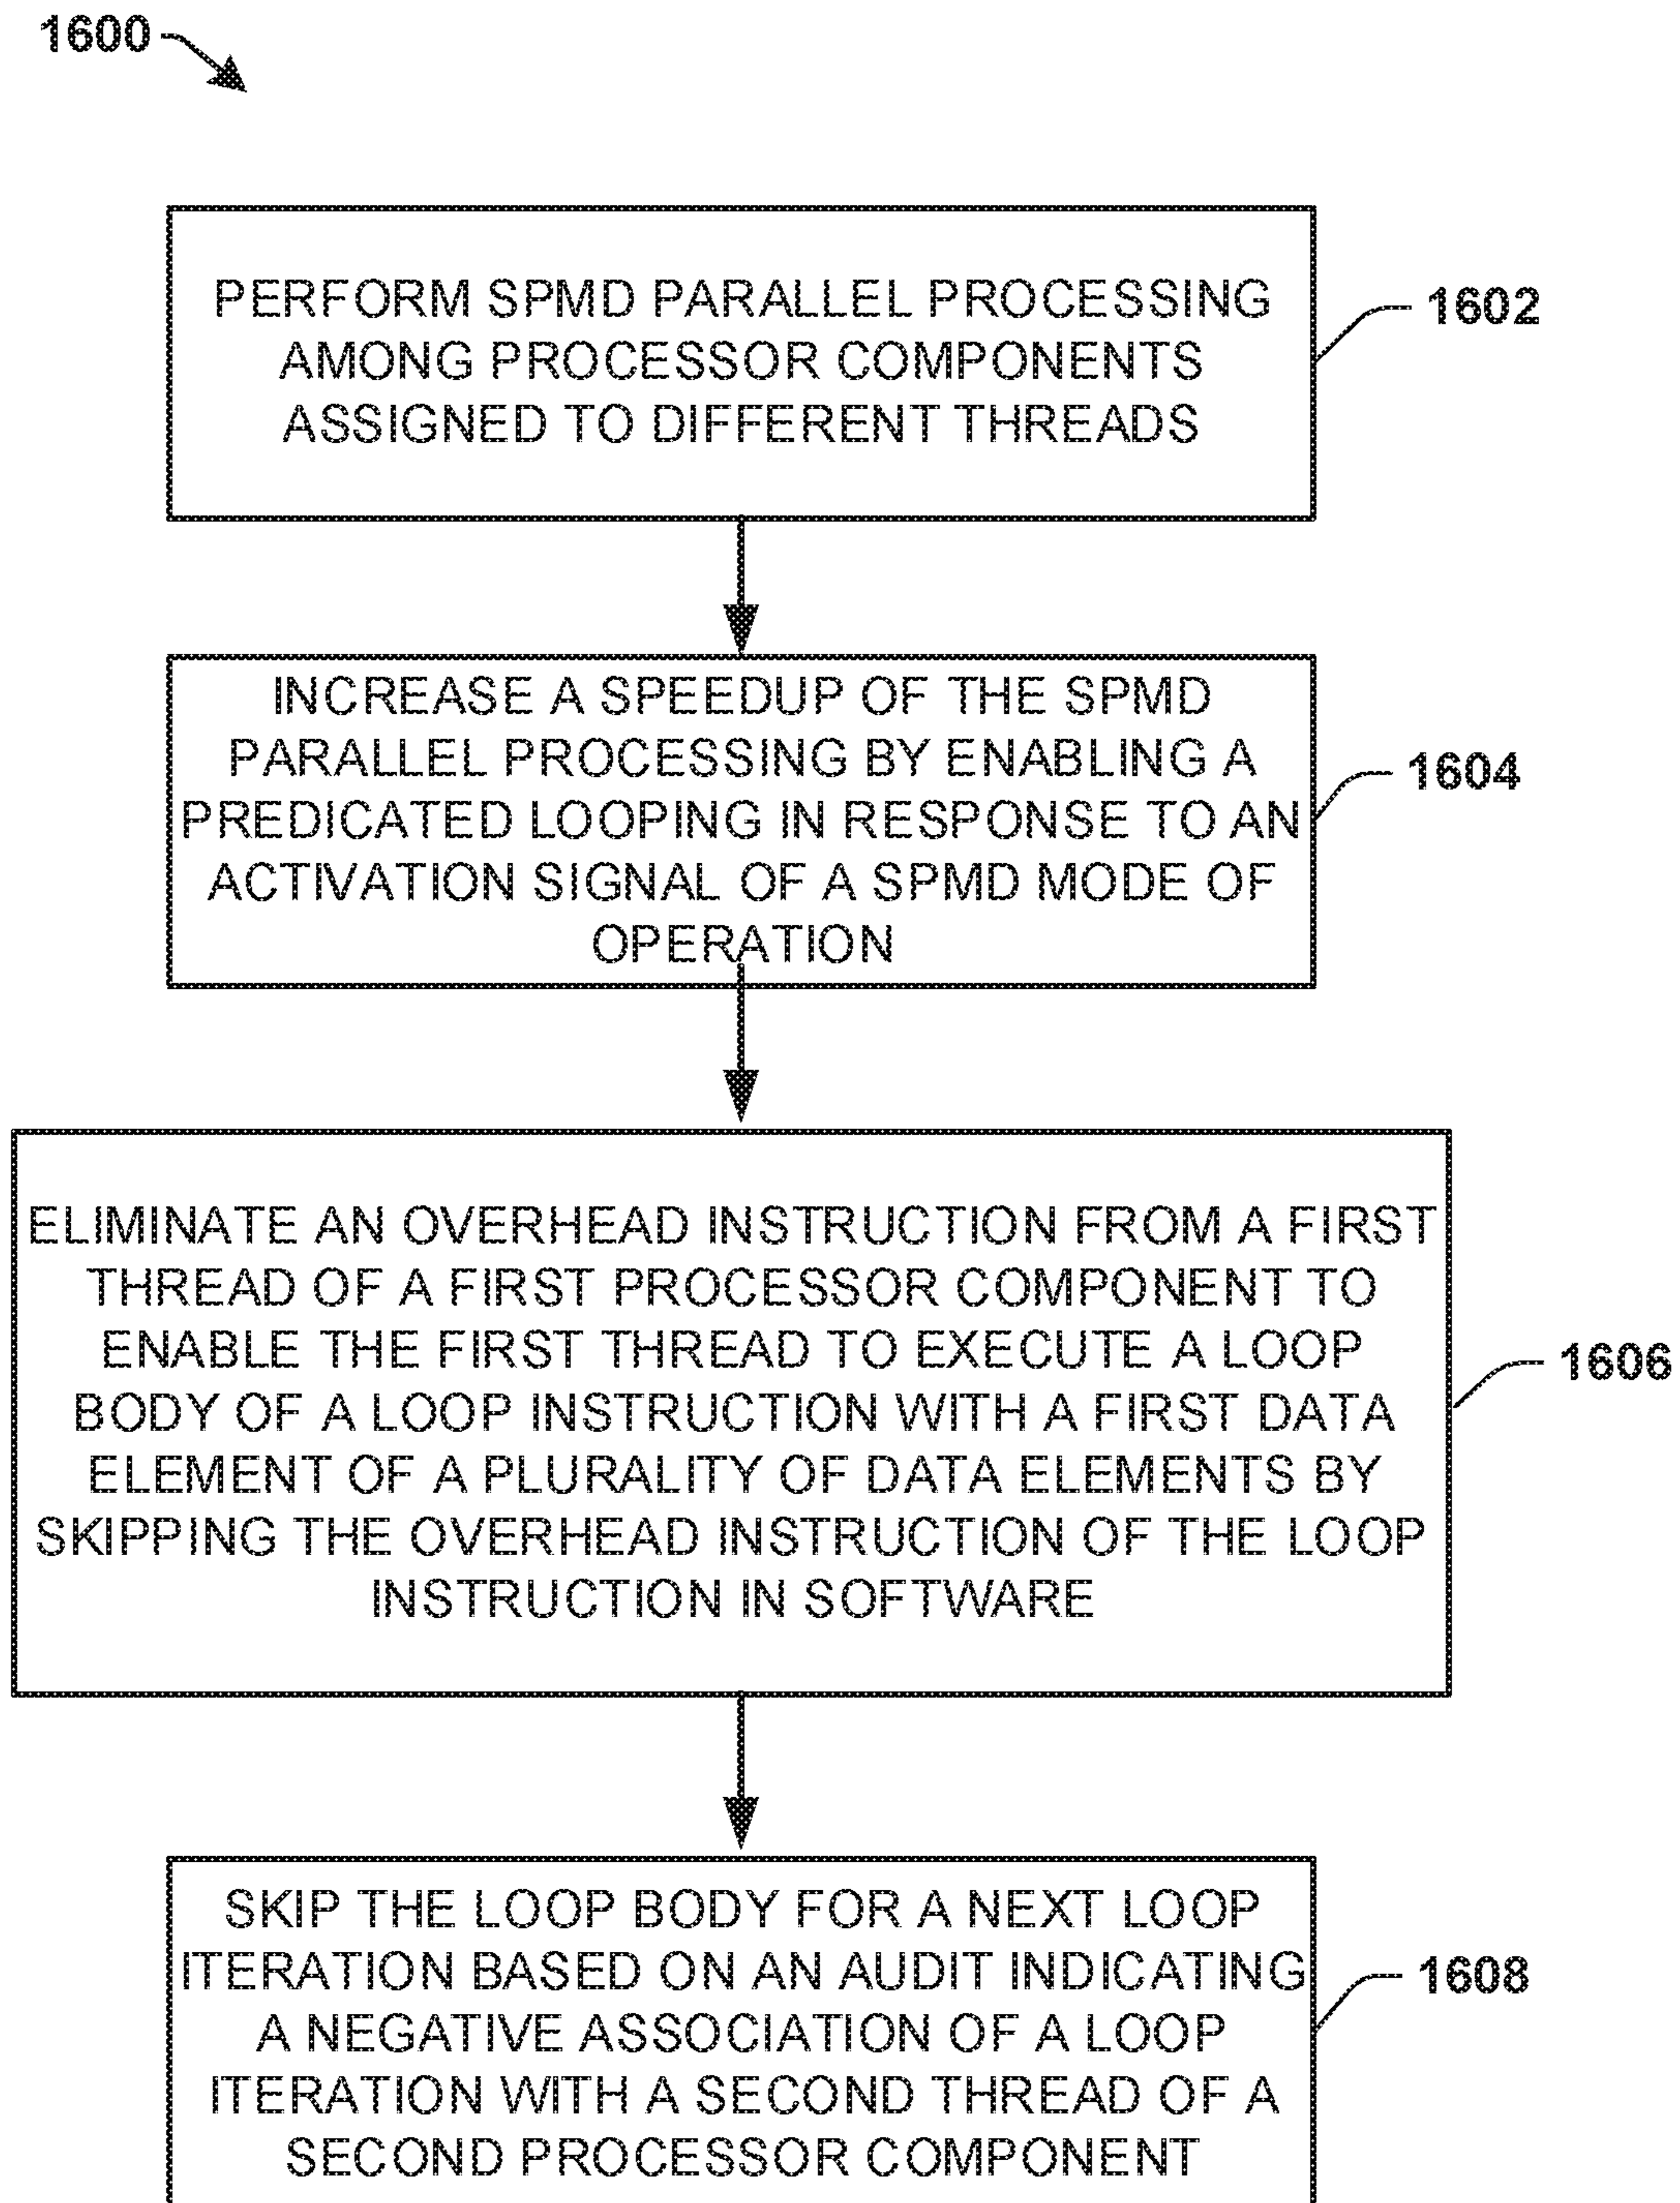 1600
PERFORM SPMD PARALLEL PROCESSING
AMONG PROCESSOR COMPONENTS
ASSIGNED TO DIFFERENT THREADS
1602
INCREASE A SPEEDUP OF THE SPMD
PARALLEL PROCESSING BY ENABLING A
PREDICATED LOOPING IN RESPONSE TO AN
ACTIVATION SIGNAL OF A SPMD MODE OF
OPERATION
1604
ELIMINATE AN OVERHEAD INSTRUCTION FROM A FIRST
THREAD OF A FIRST PROCESSOR COMPONENT TO
ENABLE THE FIRST THREAD TO EXECUTE A LOOP
BODY OF A LOOP INSTRUCTION WITH A FIRST DATA
ELEMENT OF A PLURALITY OF DATA ELEMENTS BY
SKIPPING THE OVERHEAD INSTRUCTION OF THE LOOP
INSTRUCTION IN SOFTWARE
1606
SKIP THE LOOP BODY FOR A NEXT LOOP
ITERATION BASED ON AN AUDIT INDICATING
A NEGATIVE ASSOCIATION OF A LOOP
ITERATION WITH A SECOND THREAD OF A
SECOND PROCESSOR COMPONENT
1608